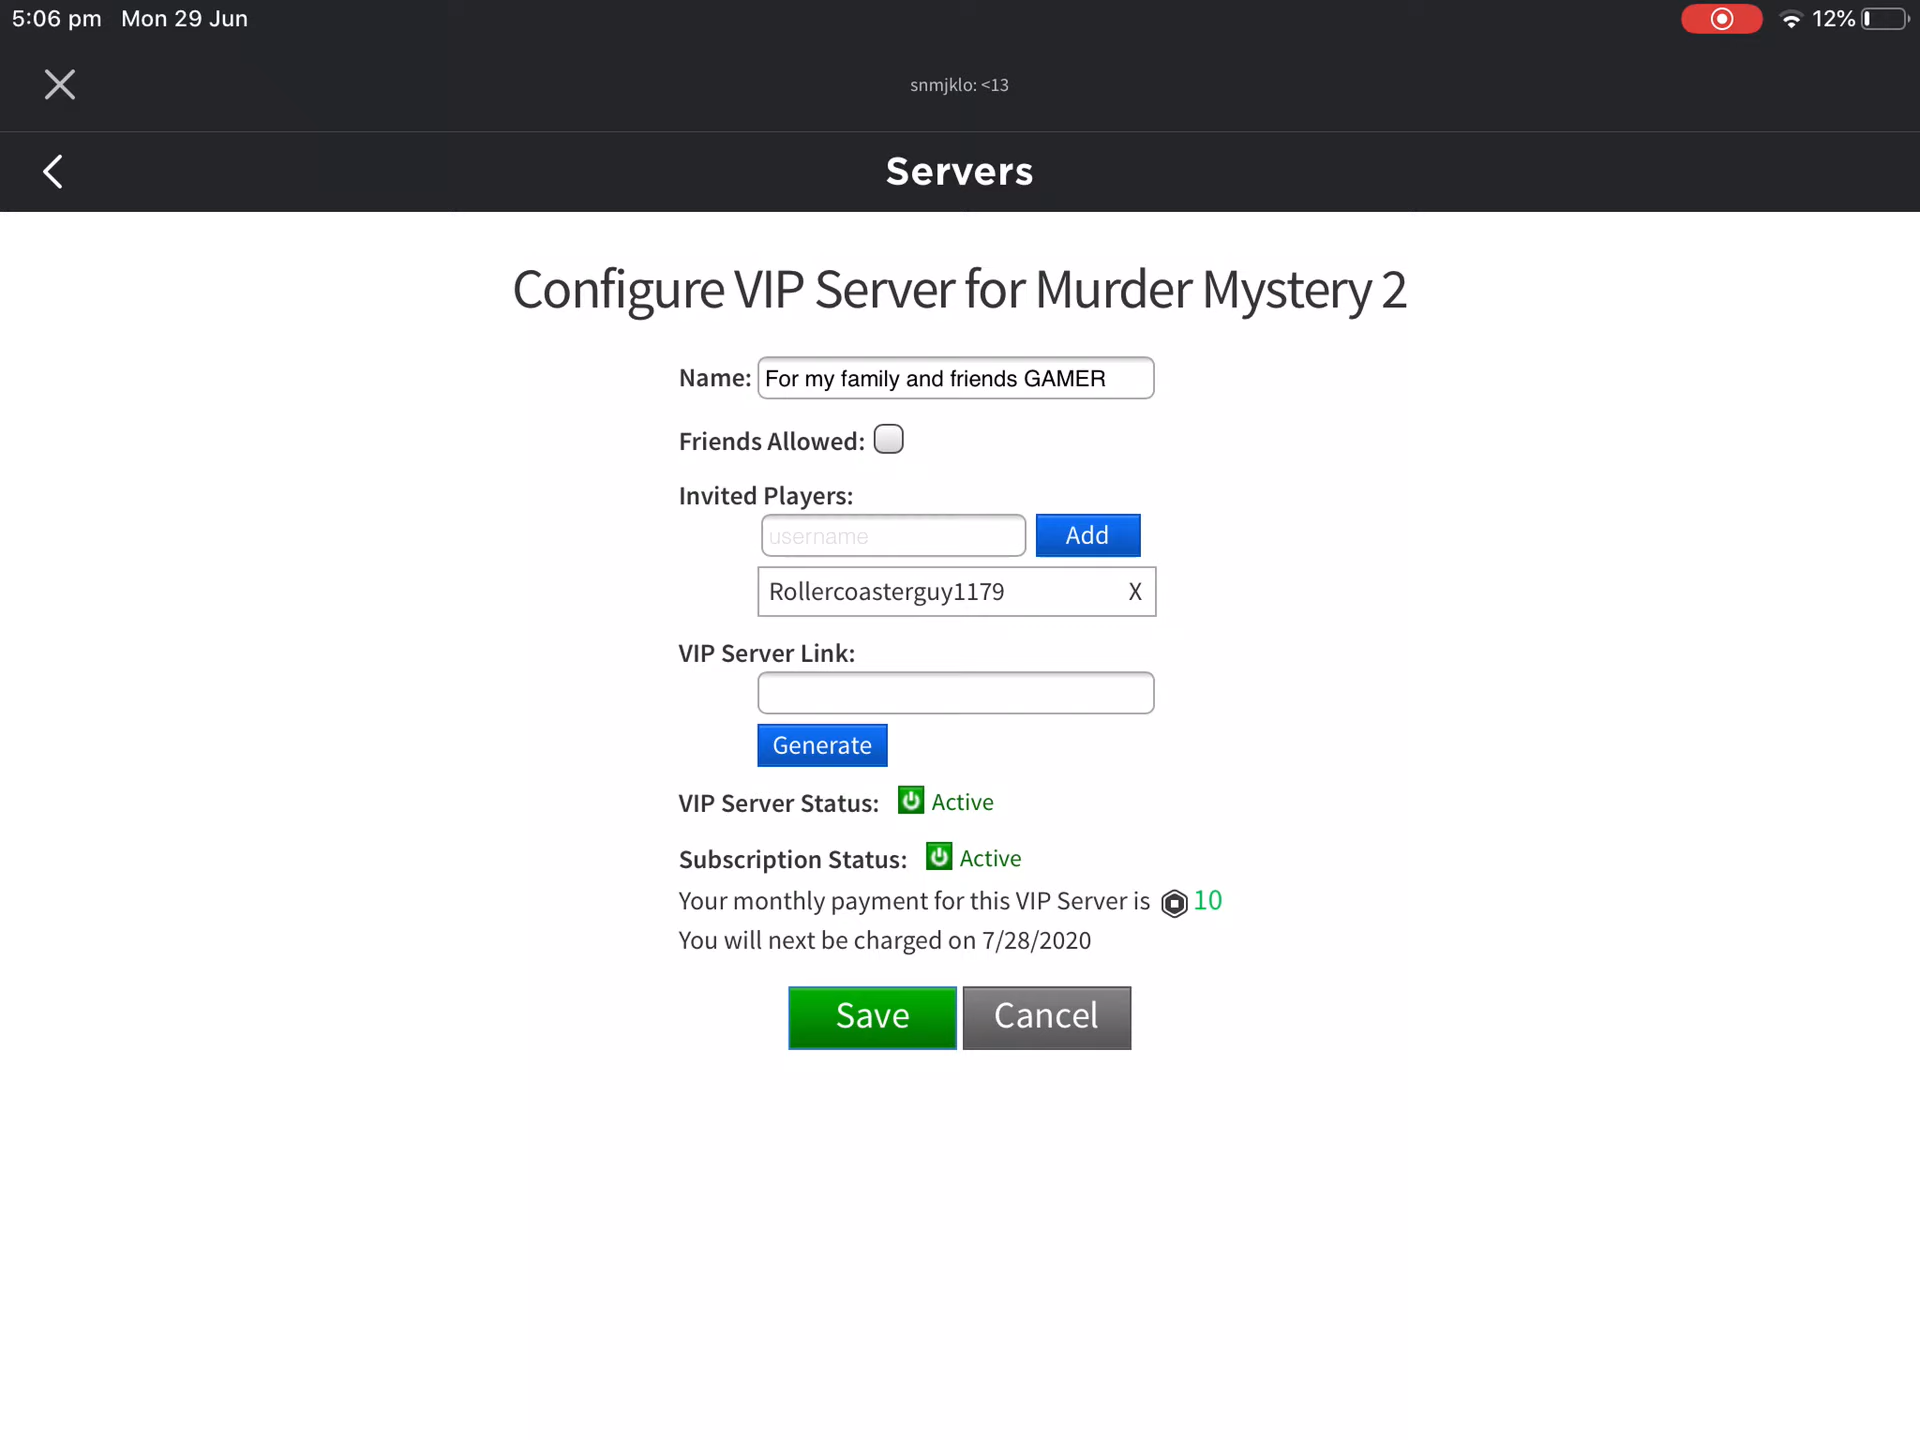 5:06 pm Mon 29 Jun 12%
snmjklo: <13
Servers
Configure VIP Server for Murder Mystery 2
Name: For my family and friends GAMER
Friends Allowed:
Invited Players:
username Add
Rollercoasterguy1179 X
VIP Server Link:
Generate
VIP Server Status: Active
Subscription Status: Active
Your monthly payment for this VIP Server is 10
You will next be charged on 7/28/2020
Save Cancel